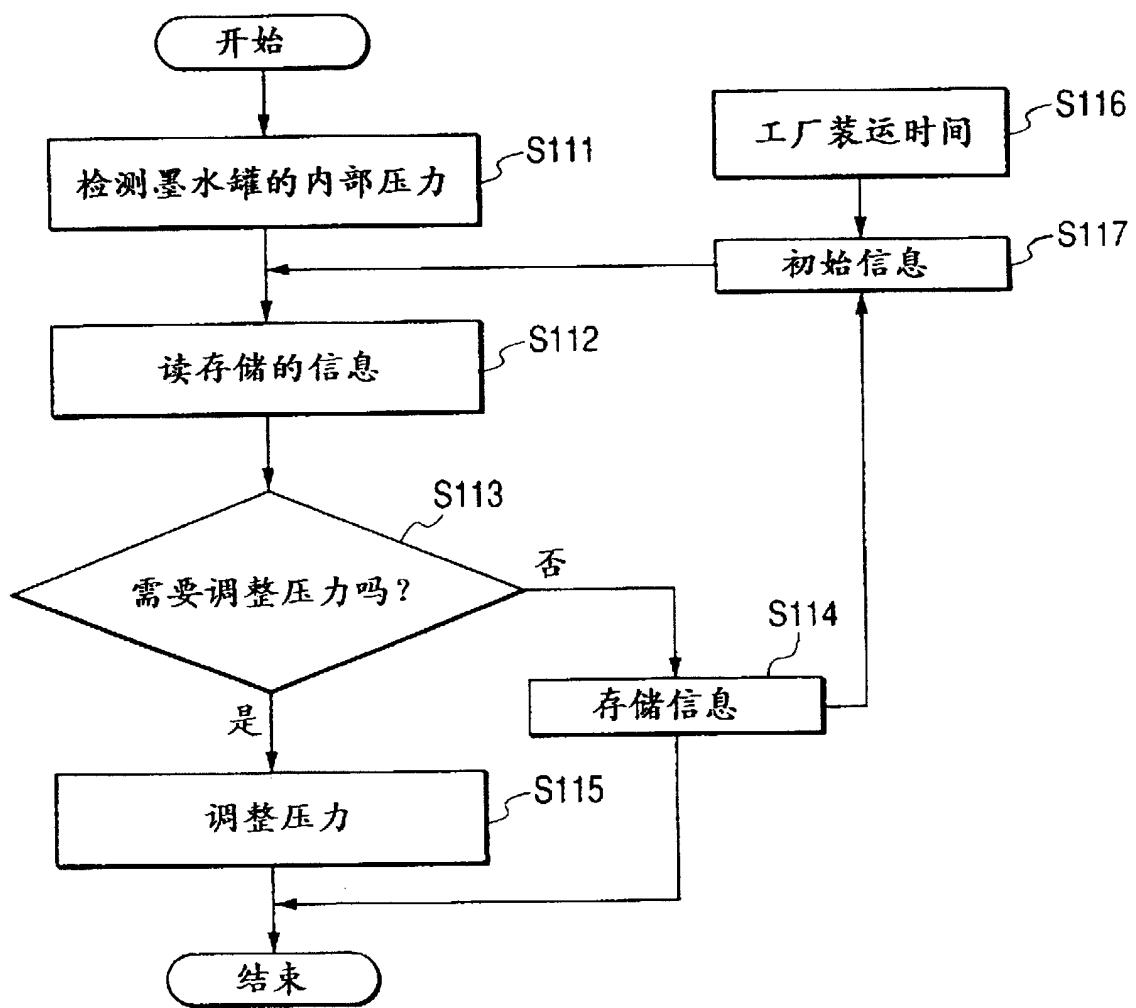 开始
工厂装运时间
S116
检测墨水罐的内部压力
S111
初始信息
S117
读存储的信息
S112
需要调整压力吗?
S113
否
存储信息
S114
是
调整压力
S115
结束